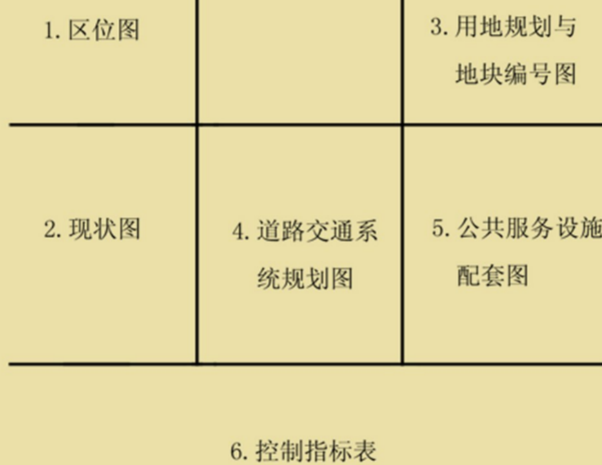 1.区位图
3.用地规划与
地块编号图
2.现状图
4.道路交通系
统规划图
5.公共服务设施
配套图
6.控制指标表